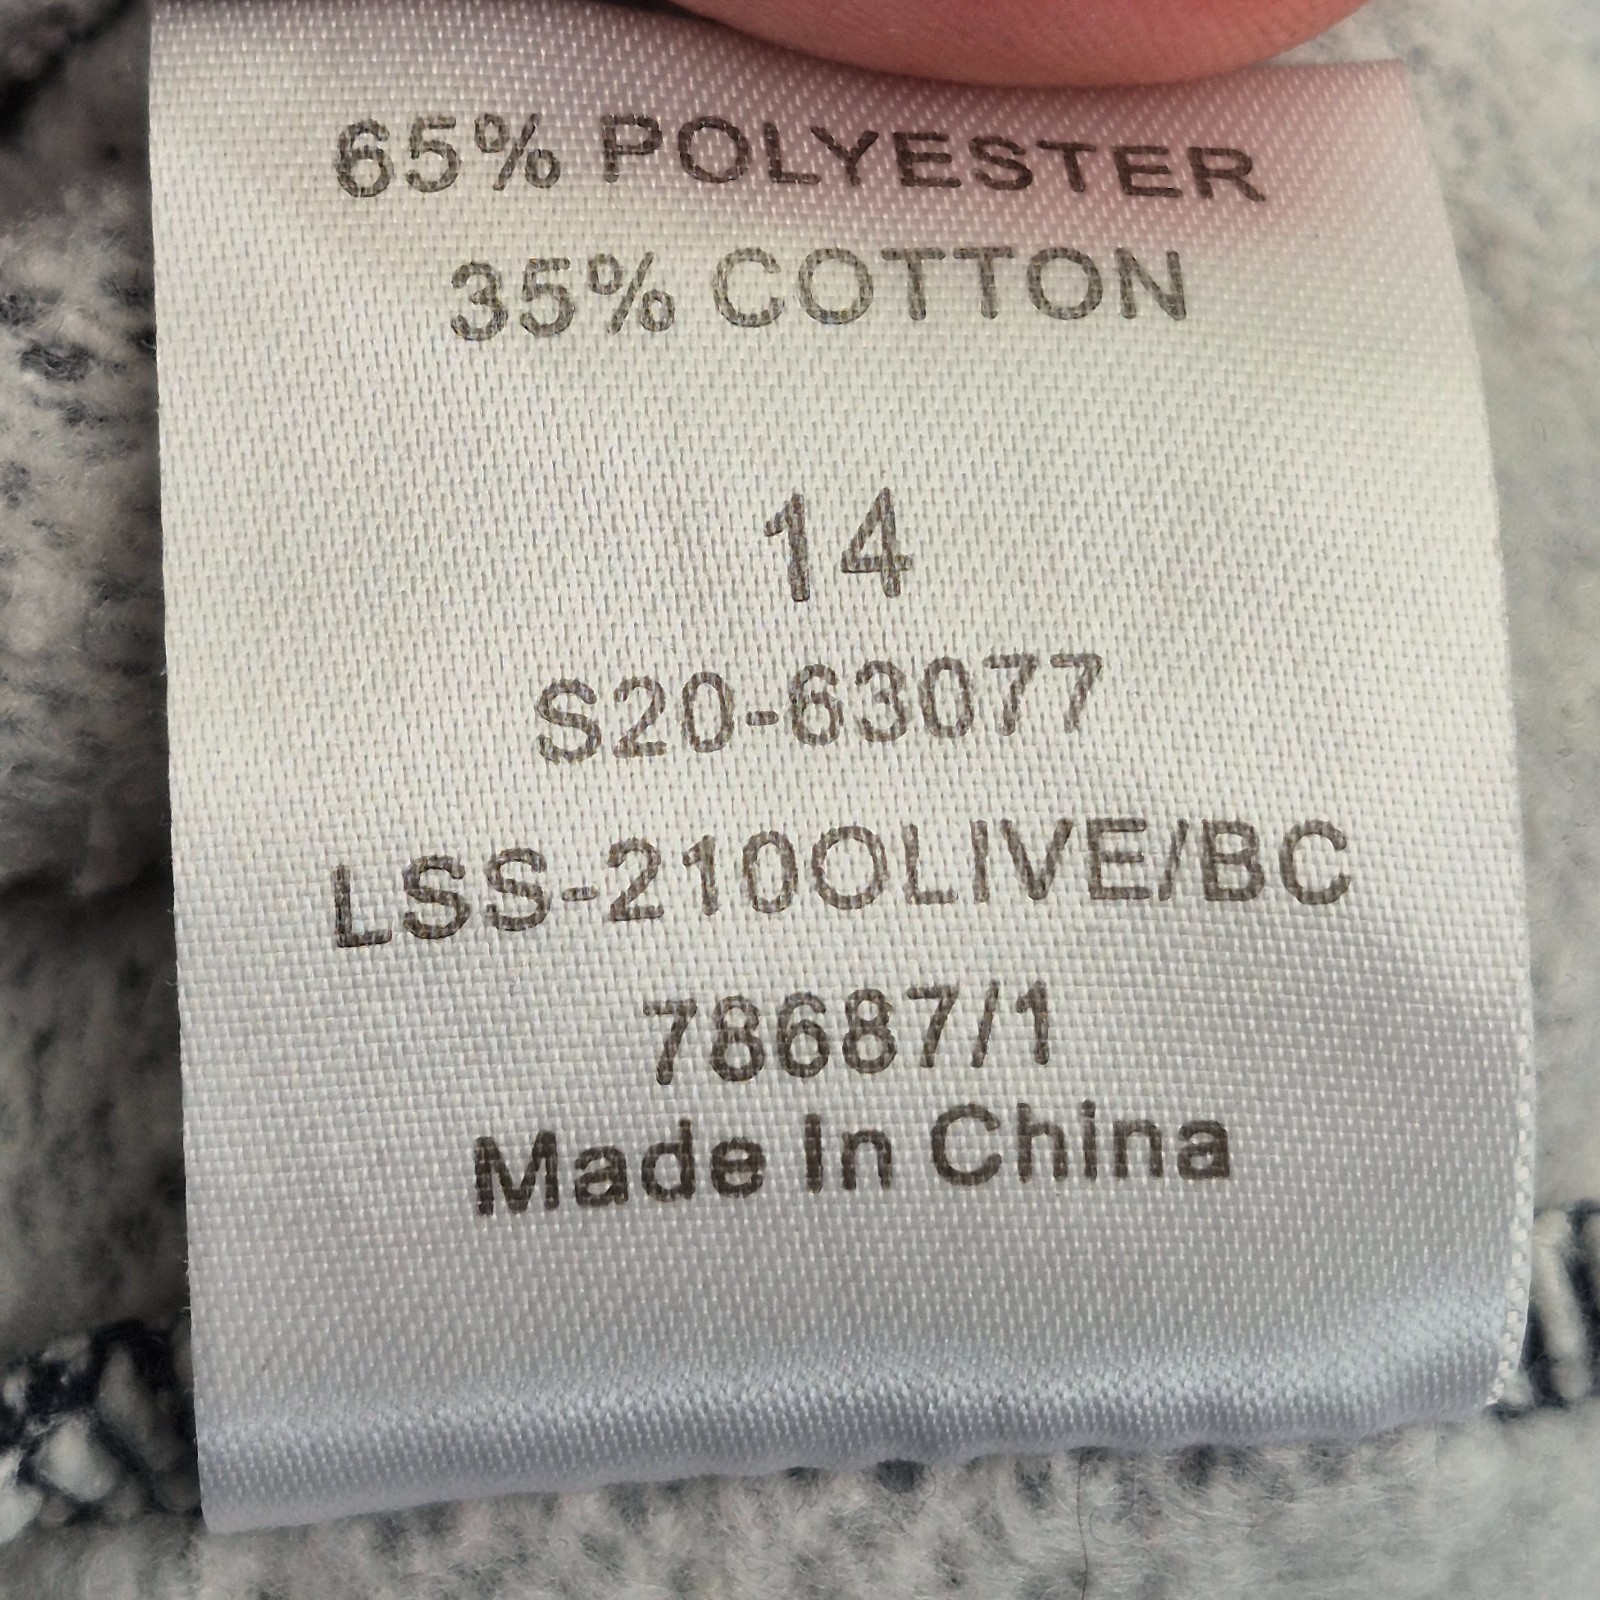 65% POLYESTER
35% COTTON
14
S20-63077
LSS-210OLIVE/BC
78687/1
Made In China